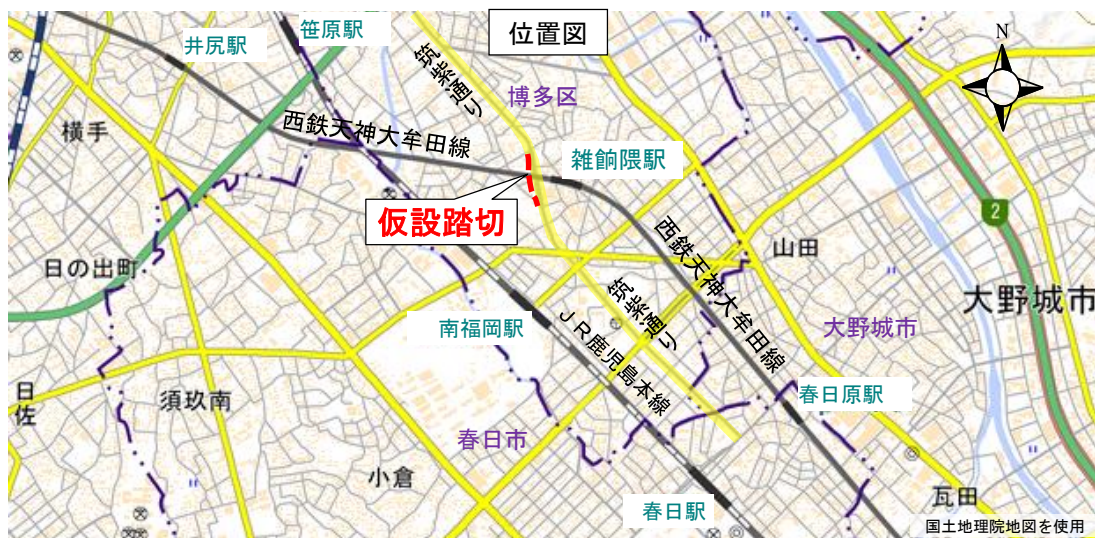 位置図
N
笹原駅
井尻駅
筑紫通り
博多区
横手
西鉄天神大牟田線
雑餉隈駅
仮設踏切
2
日の出町
山田
西鉄天神大牟田線
大野城市
筑紫通り
南福岡駅
大野城市
JR鹿児島本線
日佐
須玖南
春日原駅
春日市
小倉
瓦田
春日駅
国土地理院地図を使用